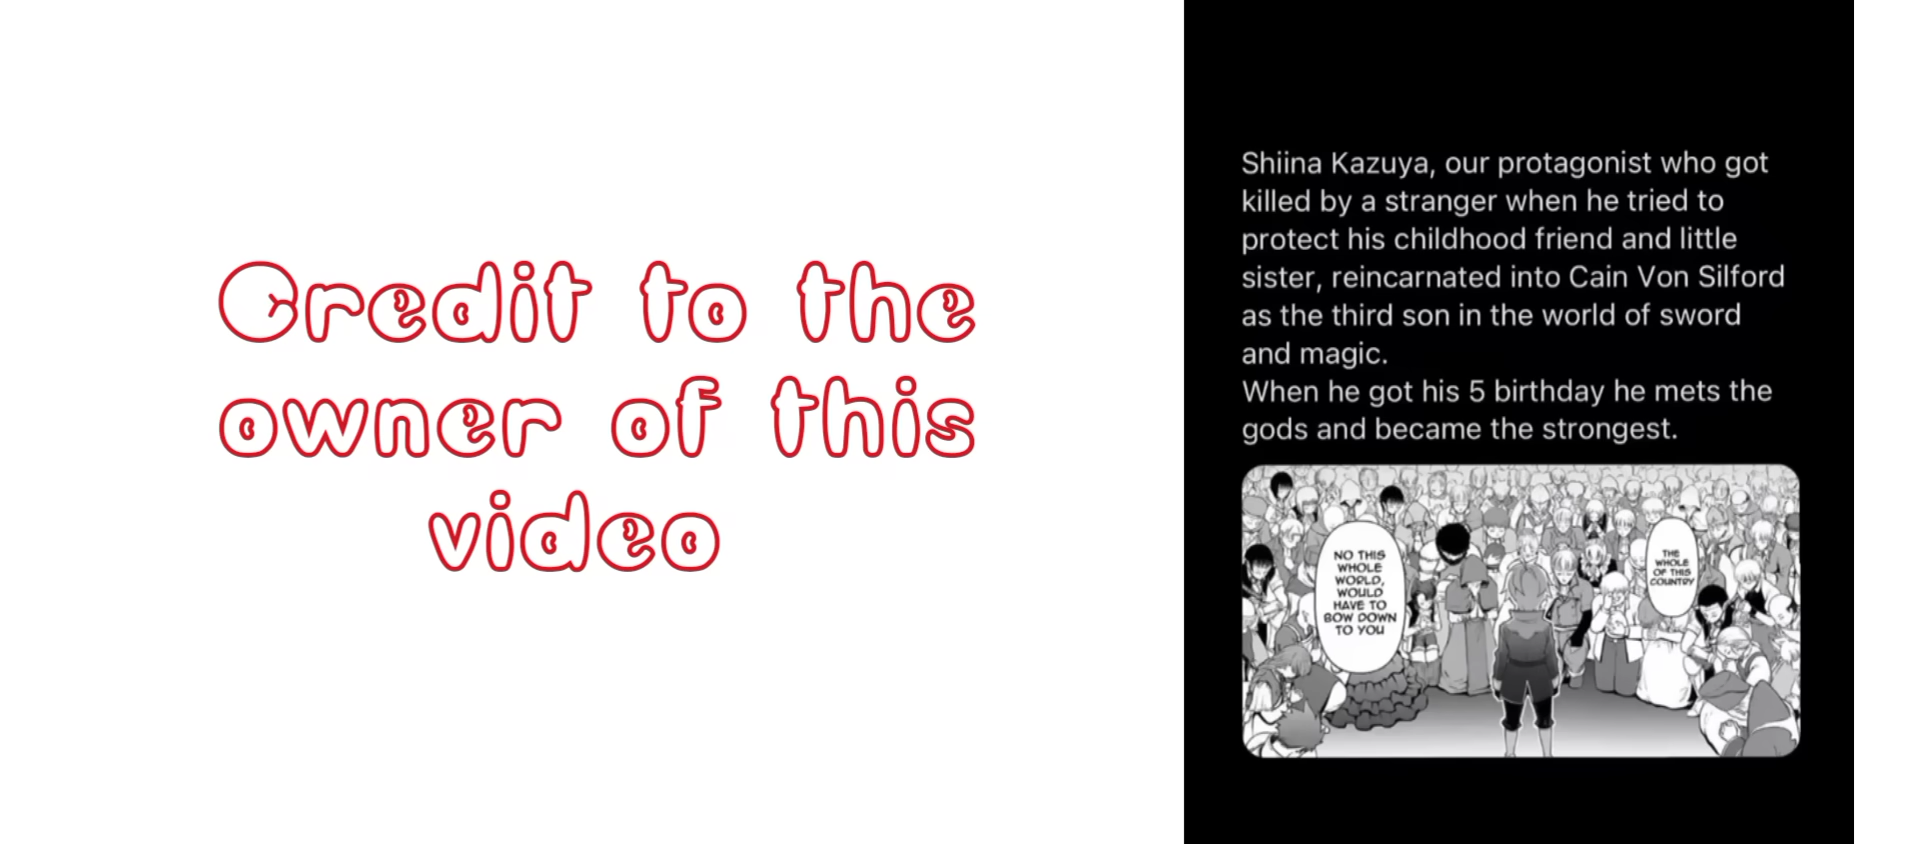 Credit to the
owner of this
video
Shiina Kazuya, our protagonist who got
killed by a stranger when he tried to
protect his childhood friend and little
sister, reincarnated into Cain Von Silford
as the third son in the world of sword
and magic.
When he got his 5 birthday he mets the
gods and became the strongest.
NO THIS
WHOLE
WORLD,
WOULD
HAVE TO
BOW DOWN
TO YOU
THE
WHOLE
OF THIS
COUNTRY